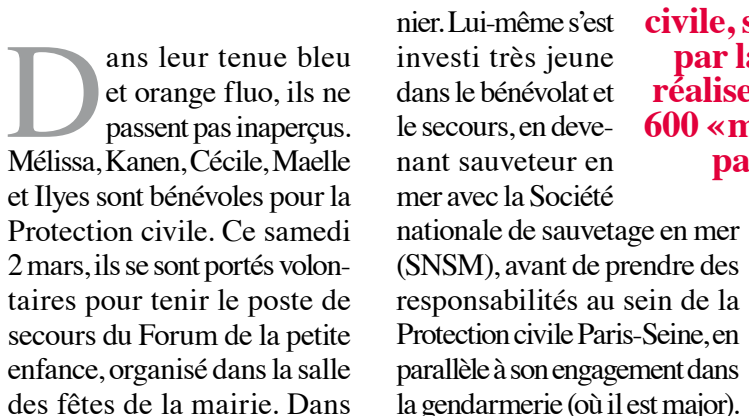 Dans leur tenue bleu
et orange fluo, ils ne
passent pas inaperçus.
Mélissa, Kanen, Cécile, Maelle
et Ilyes sont bénévoles pour la
Protection civile. Ce samedi
2 mars, ils se sont portés volon-
taires pour tenir le poste de
secours du Forum de la petite
enfance, organisé dans la salle
des fêtes de la mairie. Dans
nier. Lui-même s'est
investi très jeune
dans le bénévolat et
le secours, en deve-
nant sauveteur en
mer avec la Société
nationale de sauvetage en mer
(SNSM), avant de prendre des
responsabilités au sein de la
Protection civile Paris-Seine, en
parallèle à son engagement dans
la gendarmerie (où il est major).
civile, s
par la
réalise
600 «m
pa